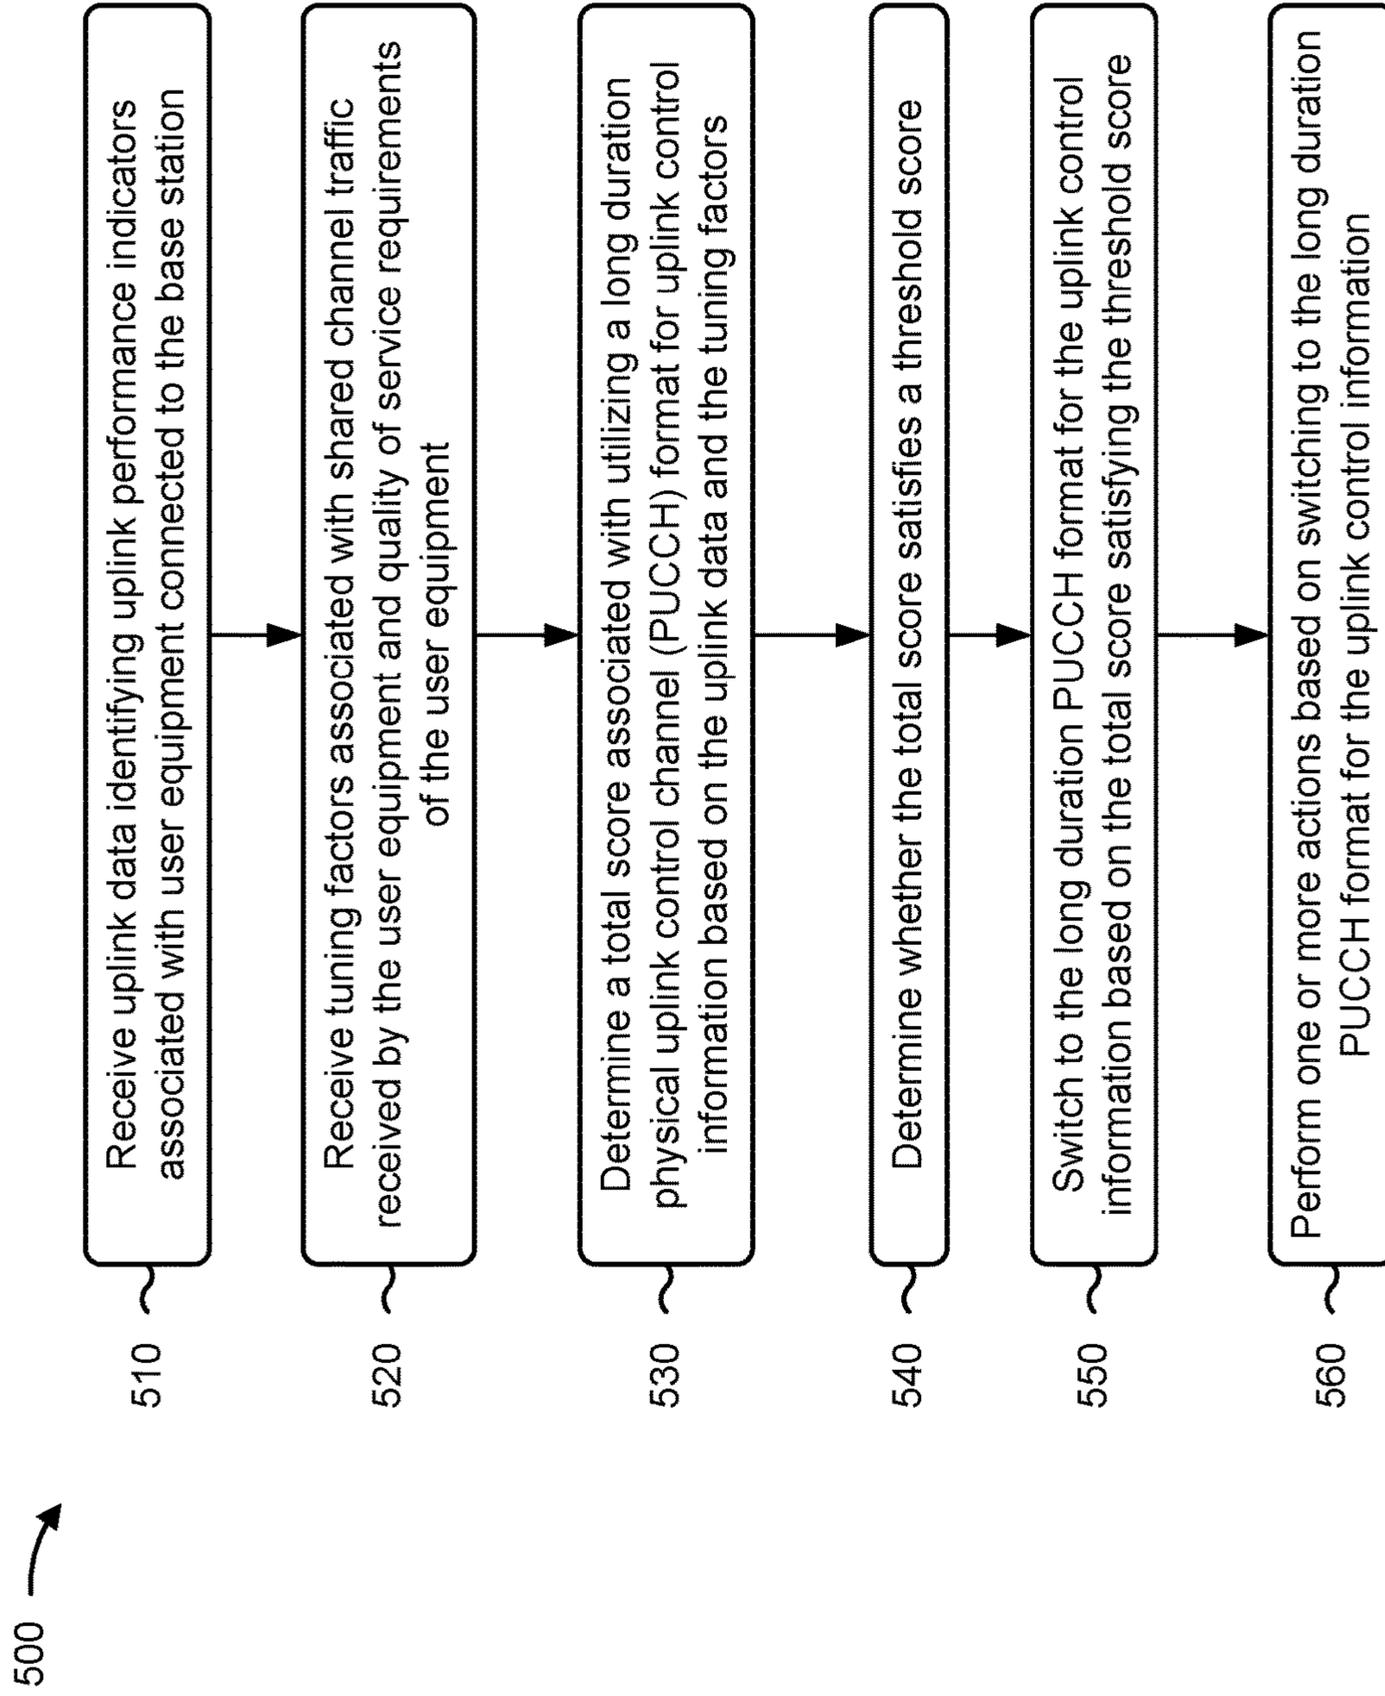 500
510
Receive uplink data identifying uplink performance indicators
associated with user equipment connected to the base station
520
Receive tuning factors associated with shared channel traffic
received by the user equipment and quality of service requirements
of the user equipment
530
Determine a total score associated with utilizing a long duration
physical uplink control channel (PUCCH) format for uplink control
information based on the uplink data and the tuning factors
540
Determine whether the total score satisfies a threshold score
550
Switch to the long duration PUCCH format for the uplink control
information based on the total score satisfying the threshold score
560
Perform one or more actions based on switching to the long duration
PUCCH format for the uplink control information